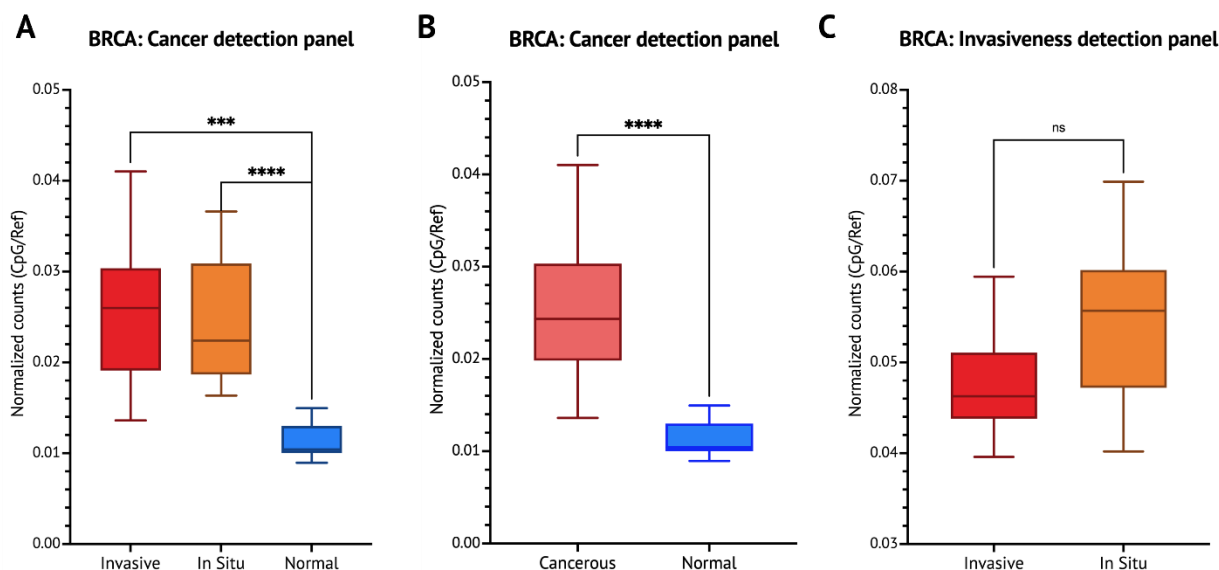 A
BRCA: Cancer detection panel
Normalized counts (CpG/Ref)
0.05
0.04
0.03
0.02
0.01
0.00
***
****
Invasive
In Situ
Normal
B
BRCA: Cancer detection panel
Normalized counts (CpG/Ref)
0.05
0.04
0.03
0.02
0.01
0.00
****
Cancerous
Normal
C
BRCA: Invasiveness detection panel
Normalized counts (CpG/Ref)
0.08
0.07
0.06
0.05
0.04
0.03
ns
Invasive
In Situ